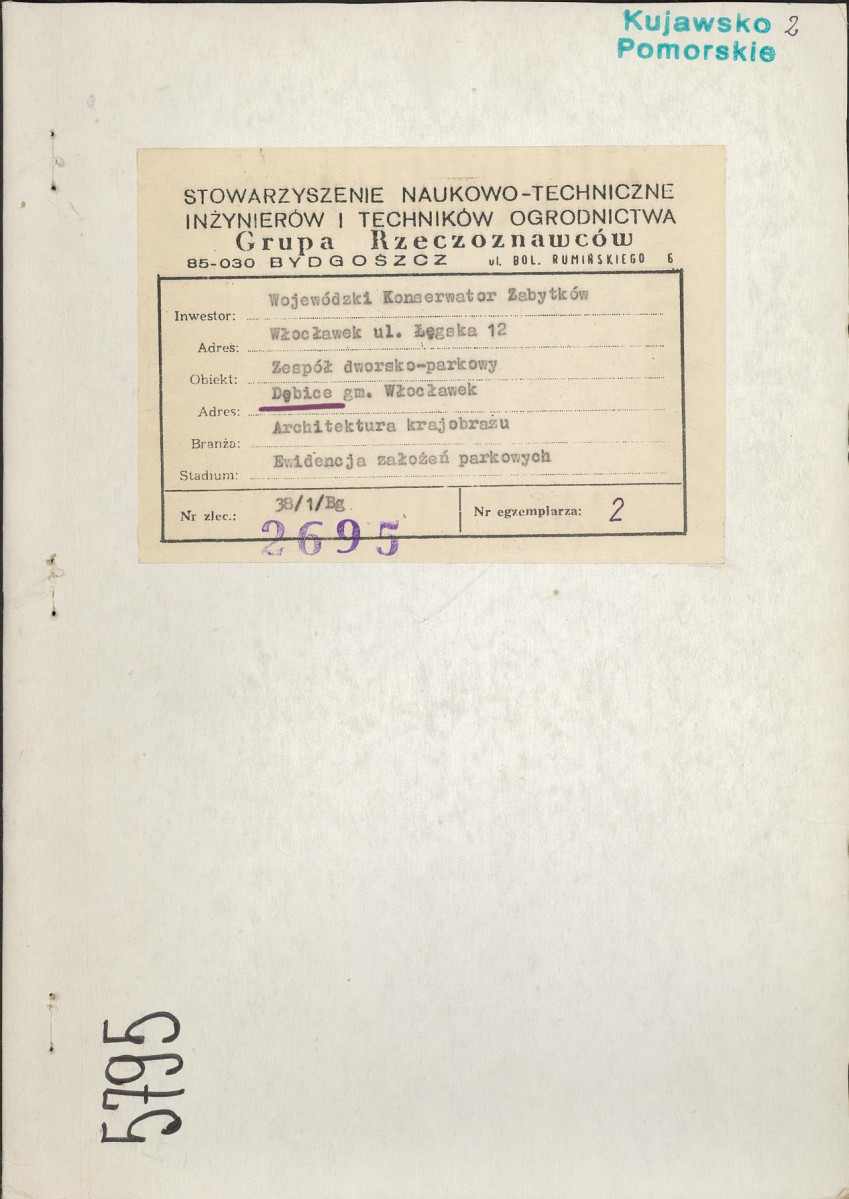 Kujawsko 2
Pomorskie
STOWARZYSZENIE NAUKOWO-TECHNICZNE
INŻYNIERÓW I TECHNIKÓW OGRODNICTWA
Grupa Rzeczoznawców
85-030 BYDGOSZCZ ul. BOL. RUMIŃSKIEGO 6
Inwestor: Wojewódzki Konserwator Zabytków
Adres: Włocławek ul. Łęgska 12
Obiekt: Zespół dworsko-parkowy
Adres: Dębice gm. Włocławek
Branża: Architektura krajobrazu
Stadium: Ewidencja założeń parkowych
Nr zlec.: 38/1/Bg Nr egzemplarza: 2
2695
5795